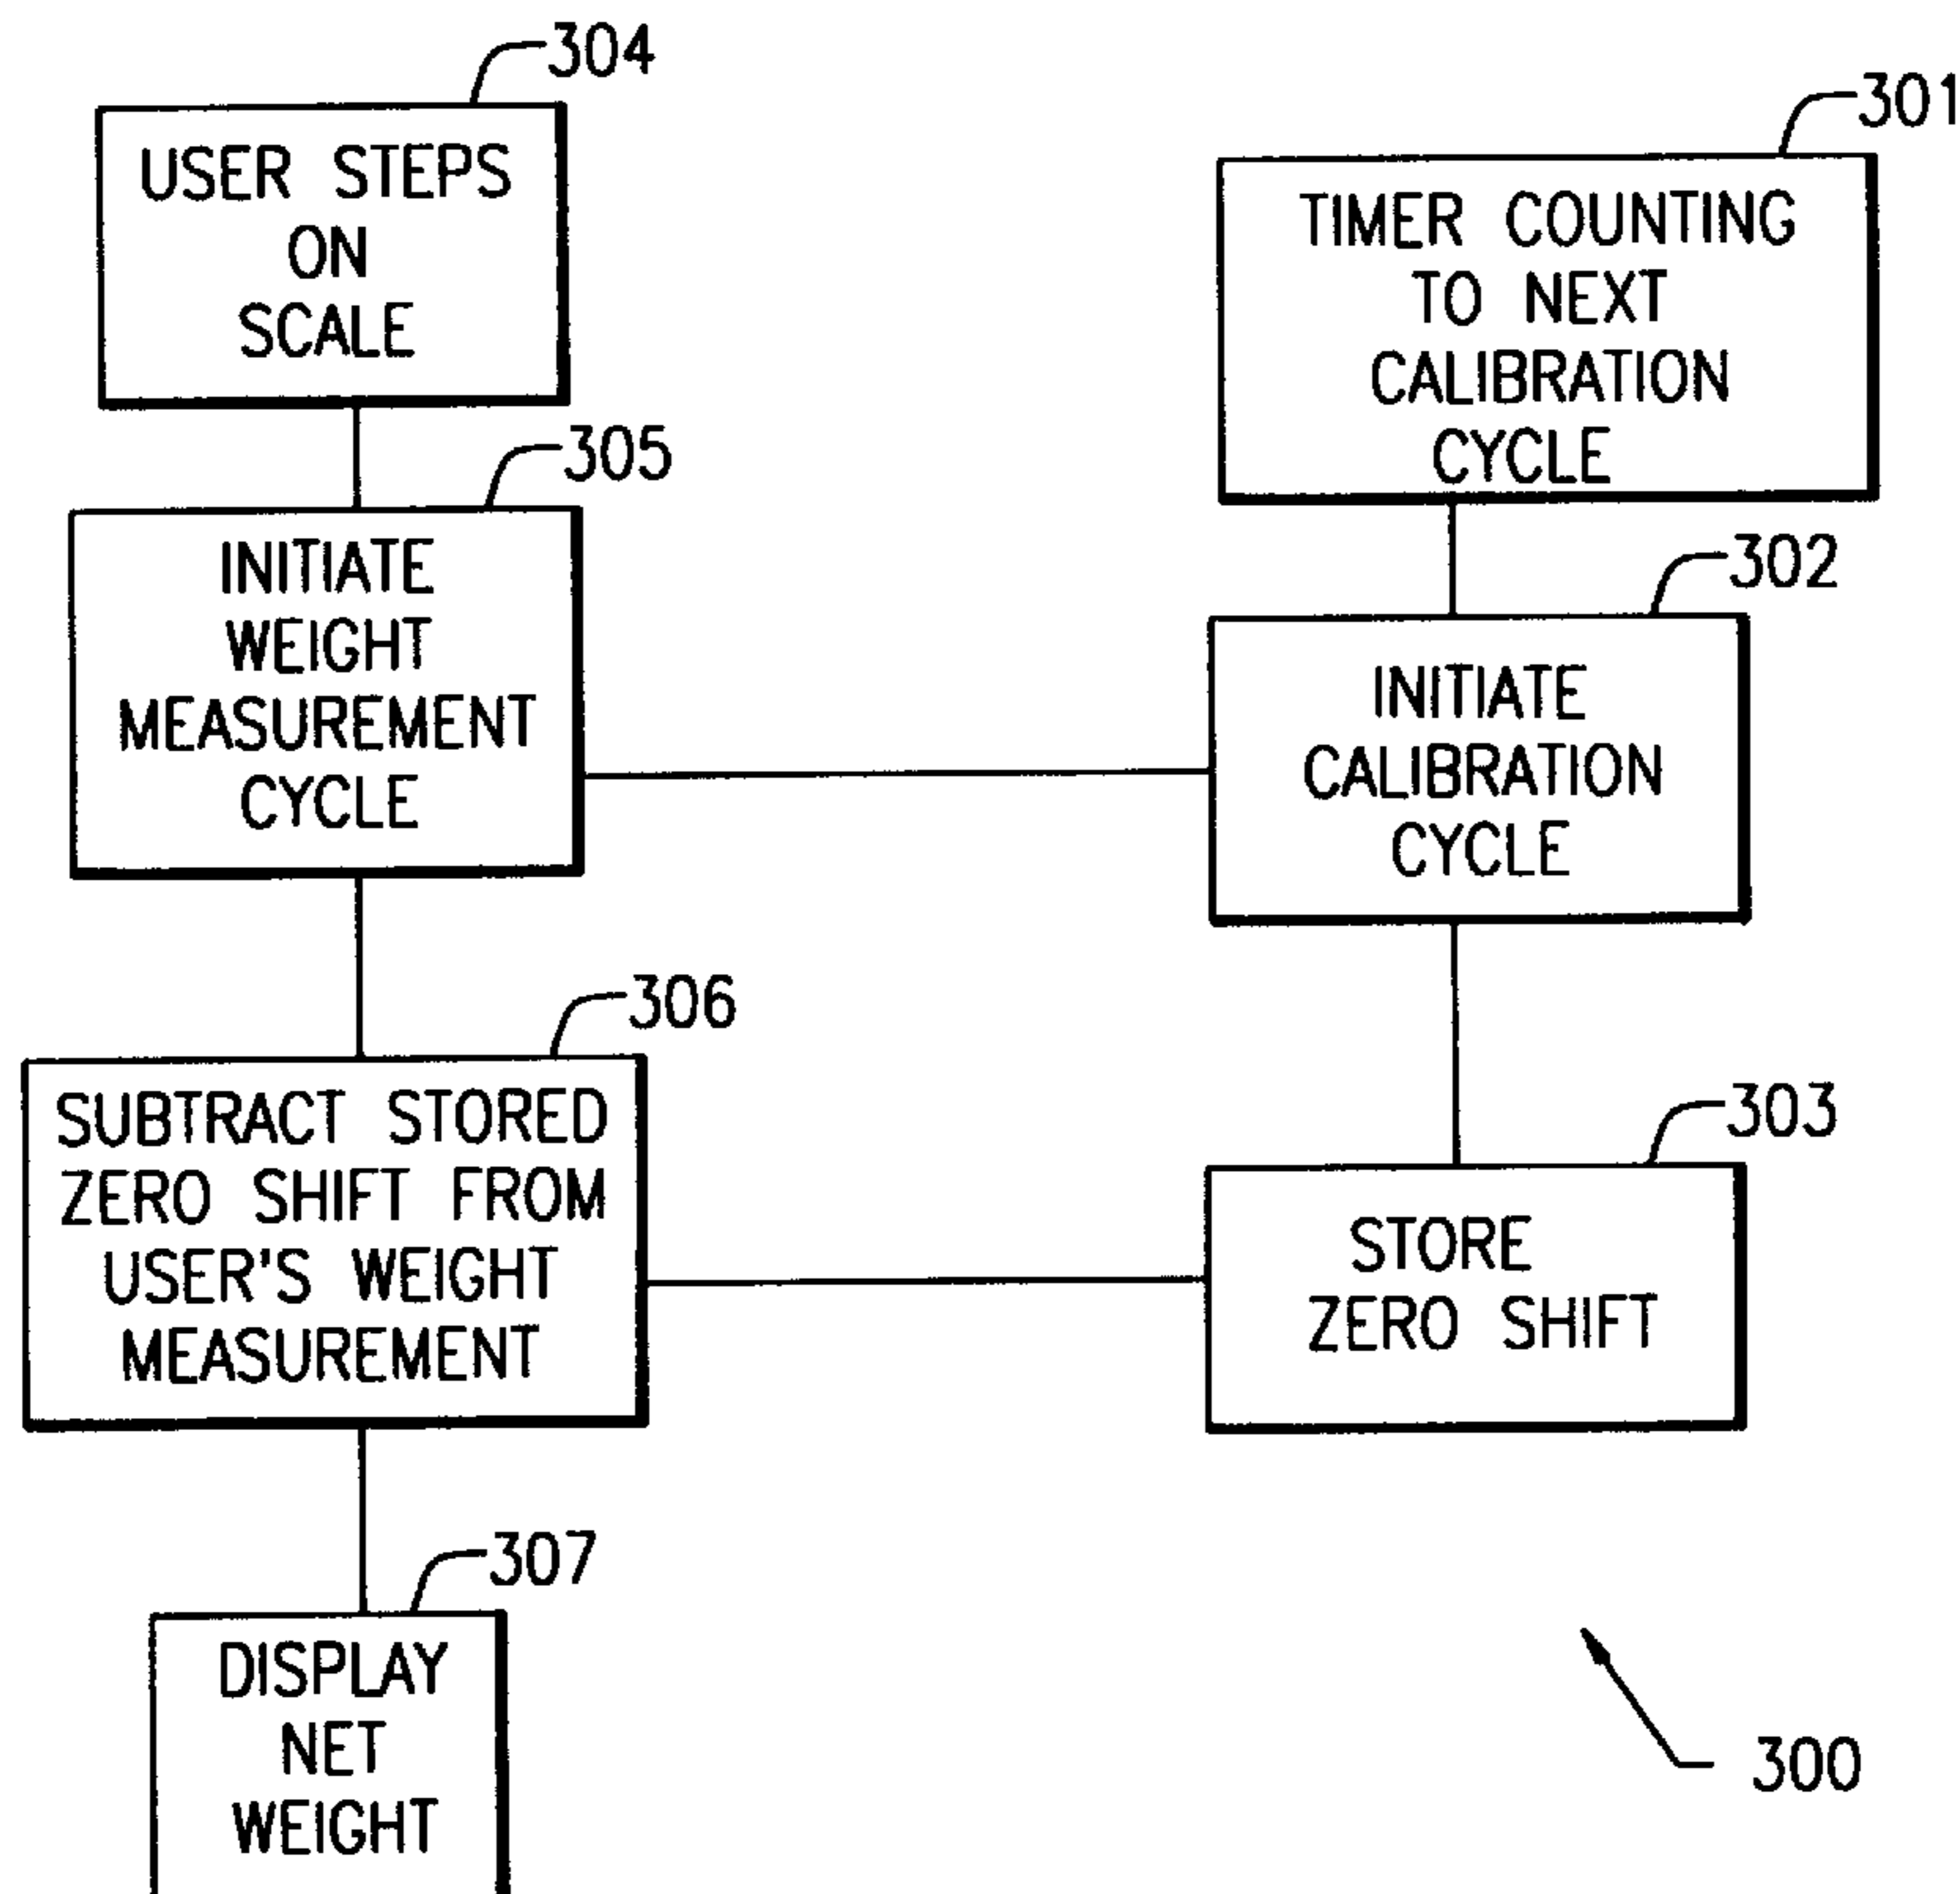 304
USER STEPS
ON
SCALE
305
INITIATE
WEIGHT
MEASUREMENT
CYCLE
306
SUBTRACT STORED
ZERO SHIFT FROM
USER'S WEIGHT
MEASUREMENT
307
DISPLAY
NET
WEIGHT
301
TIMER COUNTING
TO NEXT
CALIBRATION
CYCLE
302
INITIATE
CALIBRATION
CYCLE
303
STORE
ZERO SHIFT
300